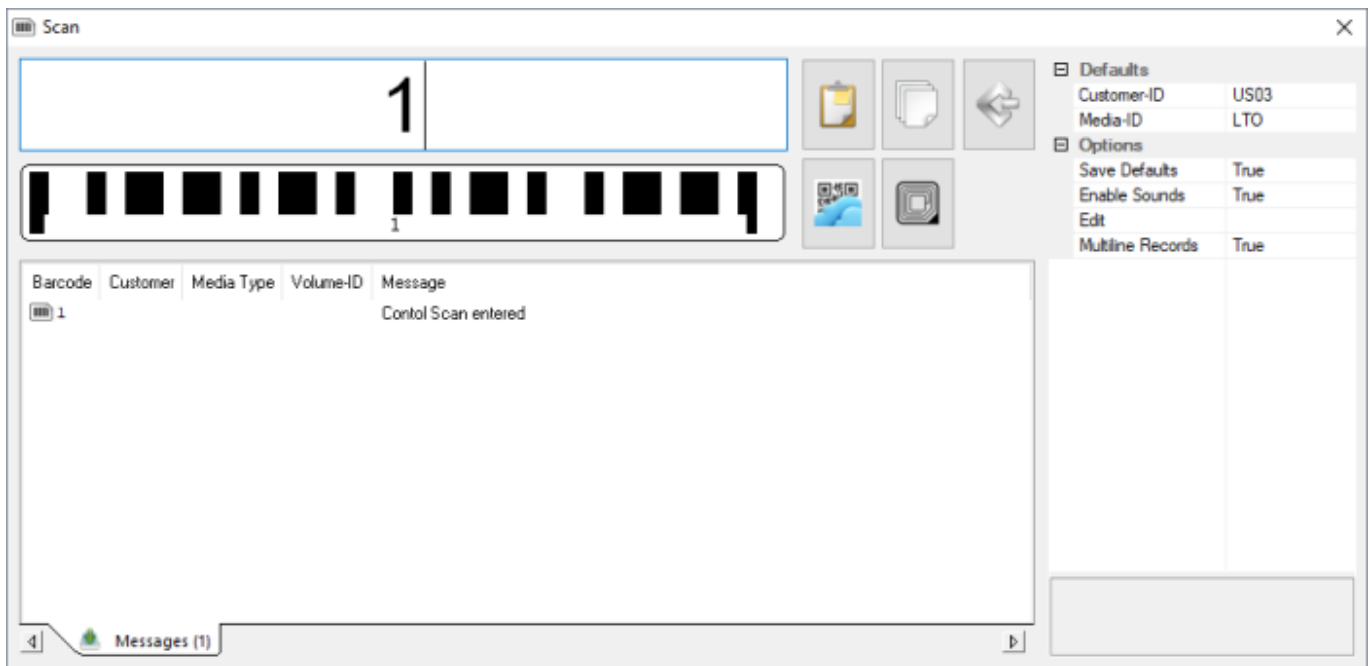 Scan
1
1
Barcode Customer Media Type Volume-ID Message
1 Contol Scan entered
Messages (1)
Defaults
Customer-ID US03
Media-ID LTO
Options
Save Defaults True
Enable Sounds True
Edit
Multiline Records True